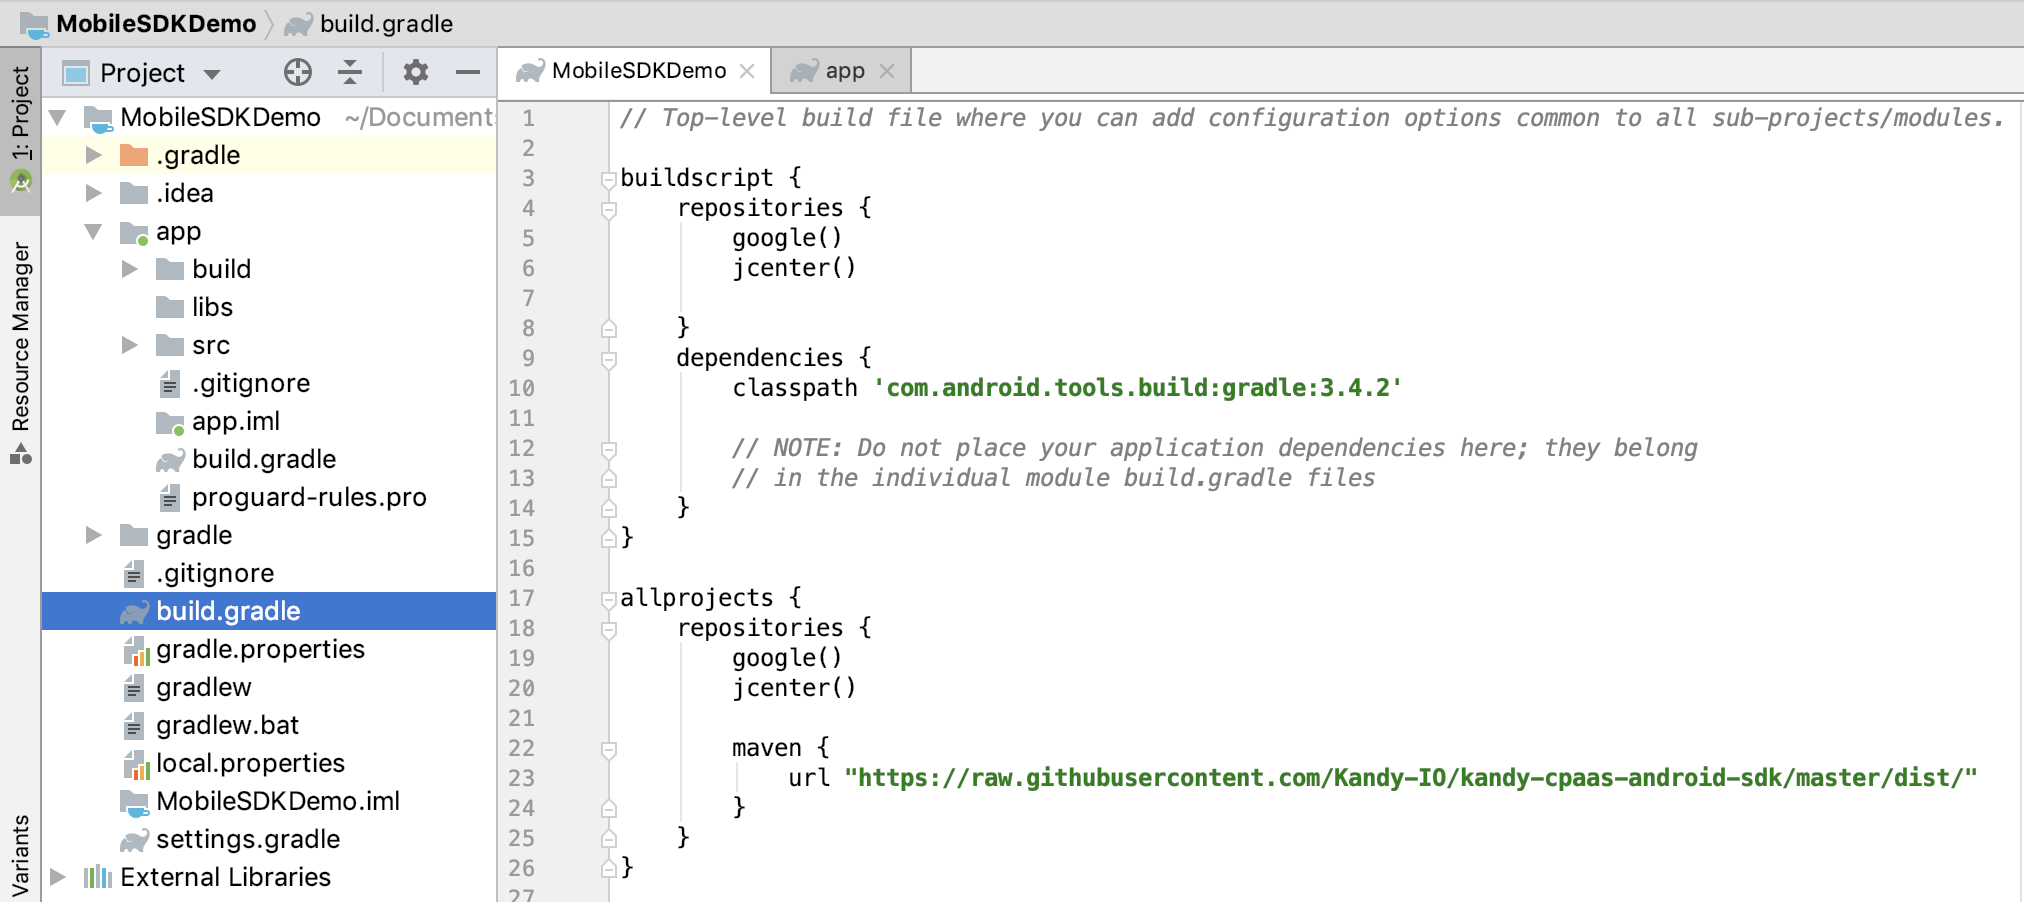 MobileSDKDemo build.gradle
1: Project
Resource Manager
Variants
Project
MobileSDKDemo ~/Document
.gradle
.idea
app
build
libs
src
.gitignore
app.iml
build.gradle
proguard-rules.pro
gradle
.gitignore
build.gradle
gradle.properties
gradlew
gradlew.bat
local.properties
MobileSDKDemo.iml
settings.gradle
External Libraries
MobileSDKDemo app
1 // Top-level build file where you can add configuration options common to all sub-projects/modules.
2
3 buildscript {
4 repositories {
5 google()
6 jcenter()
7
8 }
9 dependencies {
10 classpath 'com.android.tools.build:gradle:3.4.2'
11
12 // NOTE: Do not place your application dependencies here; they belong
13 // in the individual module build.gradle files
14 }
15 }
16
17 allprojects {
18 repositories {
19 google()
20 jcenter()
21
22 maven {
23 url "https://raw.githubusercontent.com/Kandy-IO/kandy-cpaas-android-sdk/master/dist/"
24 }
25 }
26 }
27